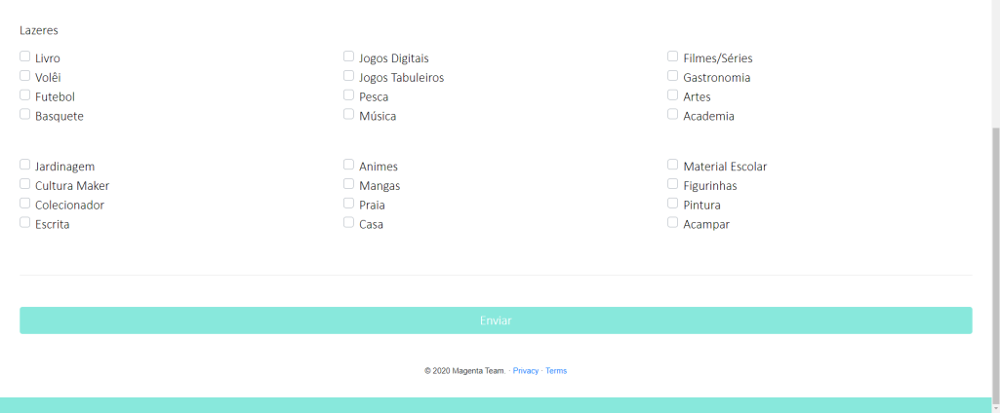 Lazeres
Livro
Volêi
Futebol
Basquete
Jogos Digitais
Jogos Tabuleiros
Pesca
Música
Filmes/Séries
Gastronomia
Artes
Academia
Jardinagem
Cultura Maker
Colecionador
Escrita
Animes
Mangas
Praia
Casa
Material Escolar
Figurinhas
Pintura
Acampar
Enviar
© 2020 Magenta Team. · Privacy · Terms